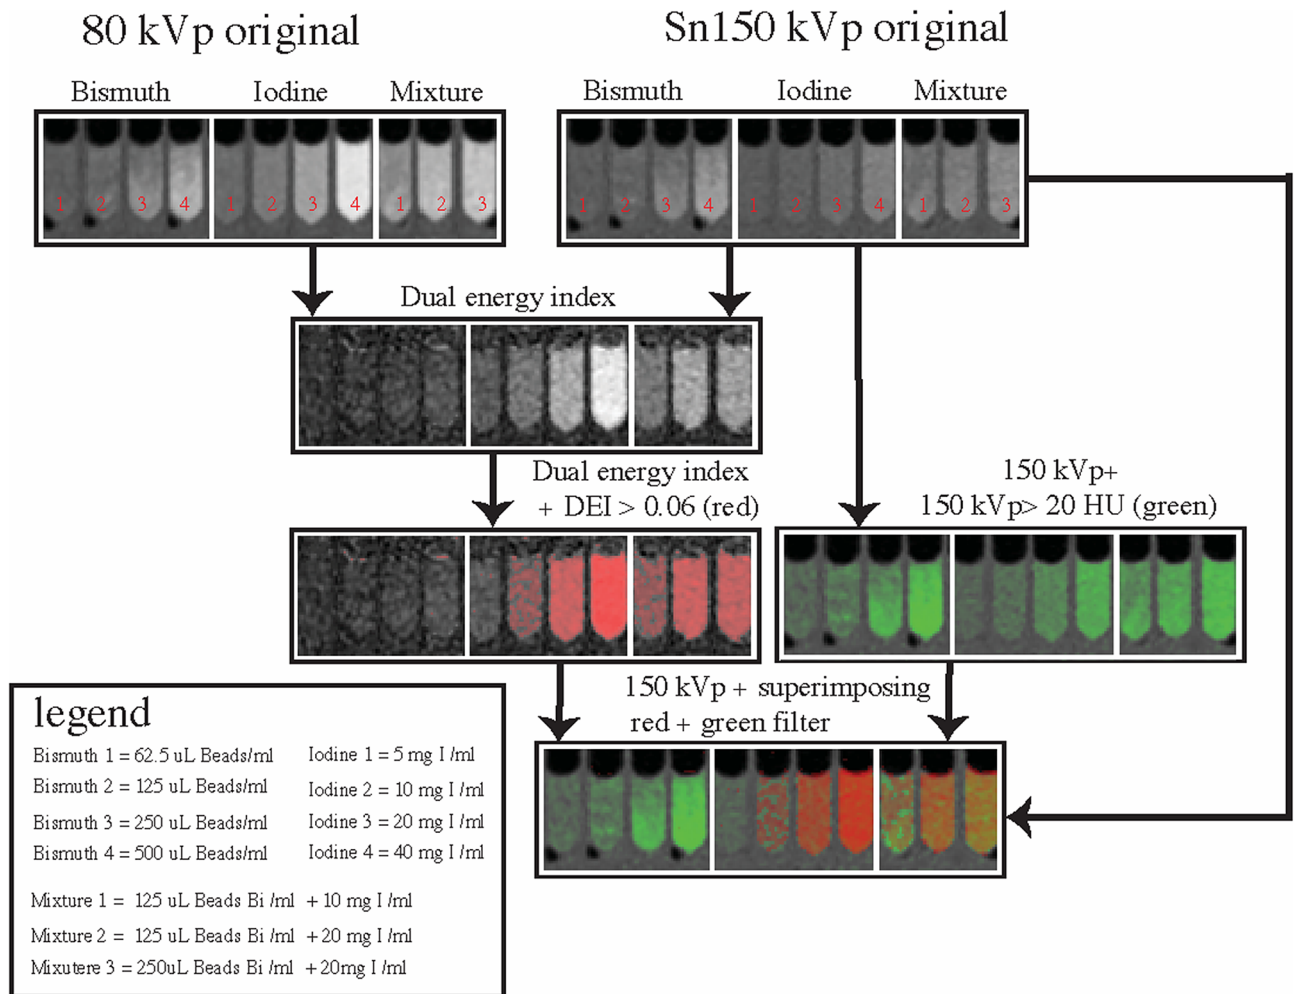 80 kVp original
Sn150 kVp original
Bismuth Iodine Mixture
Bismuth Iodine Mixture
1 2 3 4 1 2 3 4 1 2 3
1 2 3 4 1 2 3 4 1 2 3
Dual energy index
Dual energy index
+ DEI > 0.06 (red)
150 kVp+
150 kVp> 20 HU (green)
150 kVp + superimposing
red + green filter
legend
Bismuth 1 = 62.5 uL Beads/ml
Bismuth 2 = 125 uL Beads/ml
Bismuth 3 = 250 uL Beads/ml
Bismuth 4 = 500 uL Beads/ml
Iodine 1 = 5 mg I /ml
Iodine 2 = 10 mg I /ml
Iodine 3 = 20 mg I /ml
Iodine 4 = 40 mg I /ml
Mixture 1 = 125 uL Beads Bi /ml + 10 mg I /ml
Mixture 2 = 125 uL Beads Bi /ml +20 mg I /ml
Mixutere 3 = 250uL Beads Bi /ml +20mg I /ml